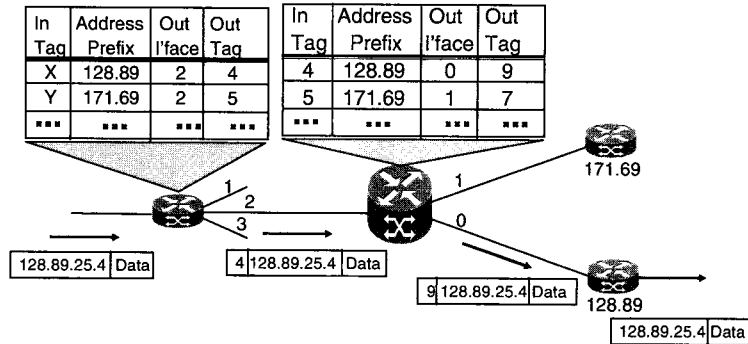 In Tag Address Prefix Out I'face Out Tag
X 128.89 2 4
Y 171.69 2 5
... ... ... ...
In Tag Address Prefix Out I'face Out Tag
4 128.89 0 9
5 171.69 1 7
... ... ... ...
1
2
3
1
0
171.69
128.89
128.89.25.4 Data
4 128.89.25.4 Data
9 128.89.25.4 Data
128.89.25.4 Data